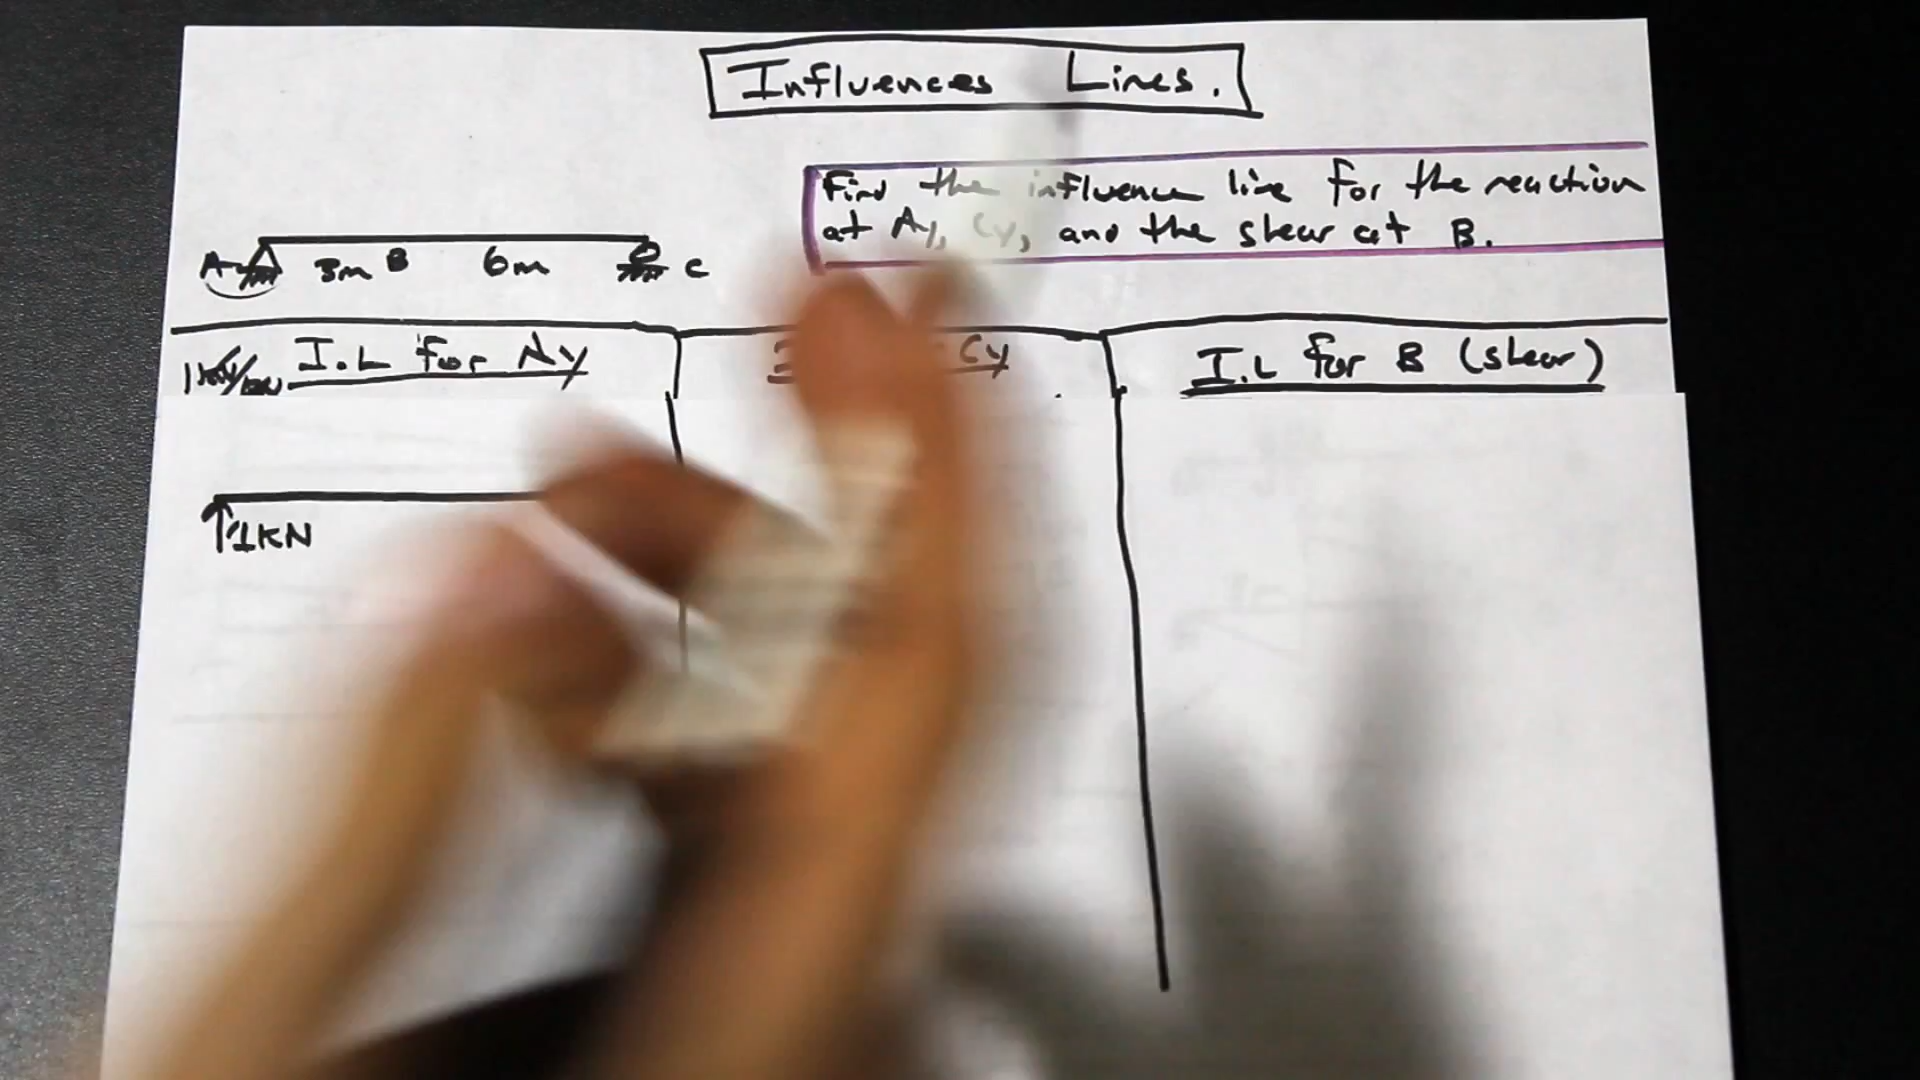 Influences Lines.
Find the influence line for the reaction
at Ay, Cy, and the shear at B.
A 3m B 6m C
I.L for Ay
Cy
I.L for B (shear)
1KN